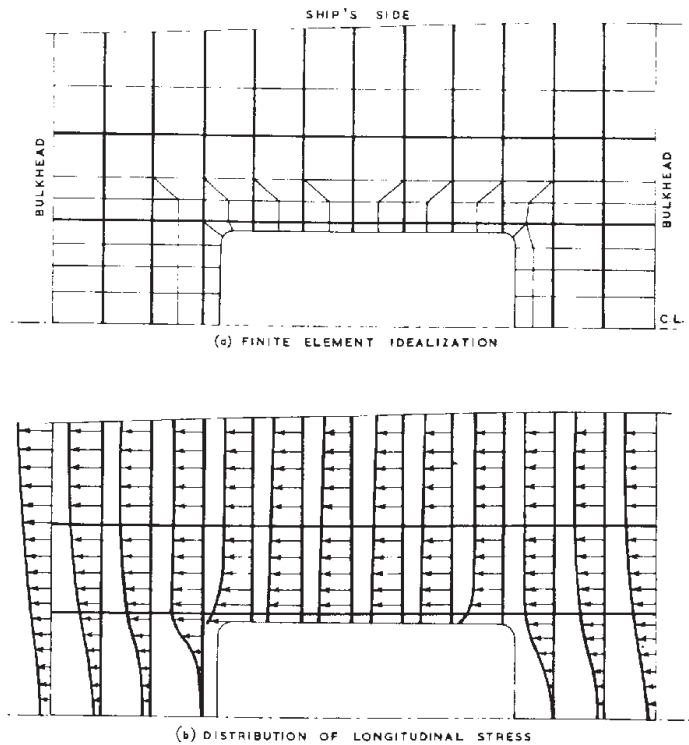 SHIP'S SIDE
BULKHEAD
BULKHEAD
C.L.
(a) FINITE ELEMENT IDEALIZATION
(b) DISTRIBUTION OF LONGITUDINAL STRESS